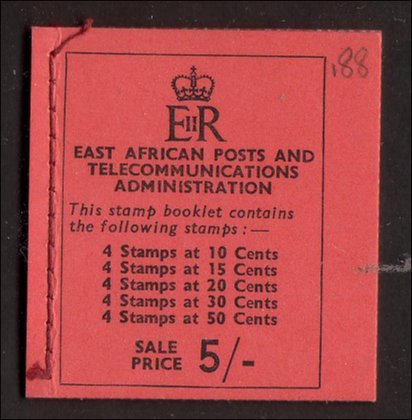 188
EIIR
EAST AFRICAN POSTS AND
TELECOMMUNICATIONS
ADMINISTRATION
This stamp booklet contains
the following stamps :—
4 Stamps at 10 Cents
4 Stamps at 15 Cents
4 Stamps at 20 Cents
4 Stamps at 30 Cents
4 Stamps at 50 Cents
SALE
PRICE 5/-